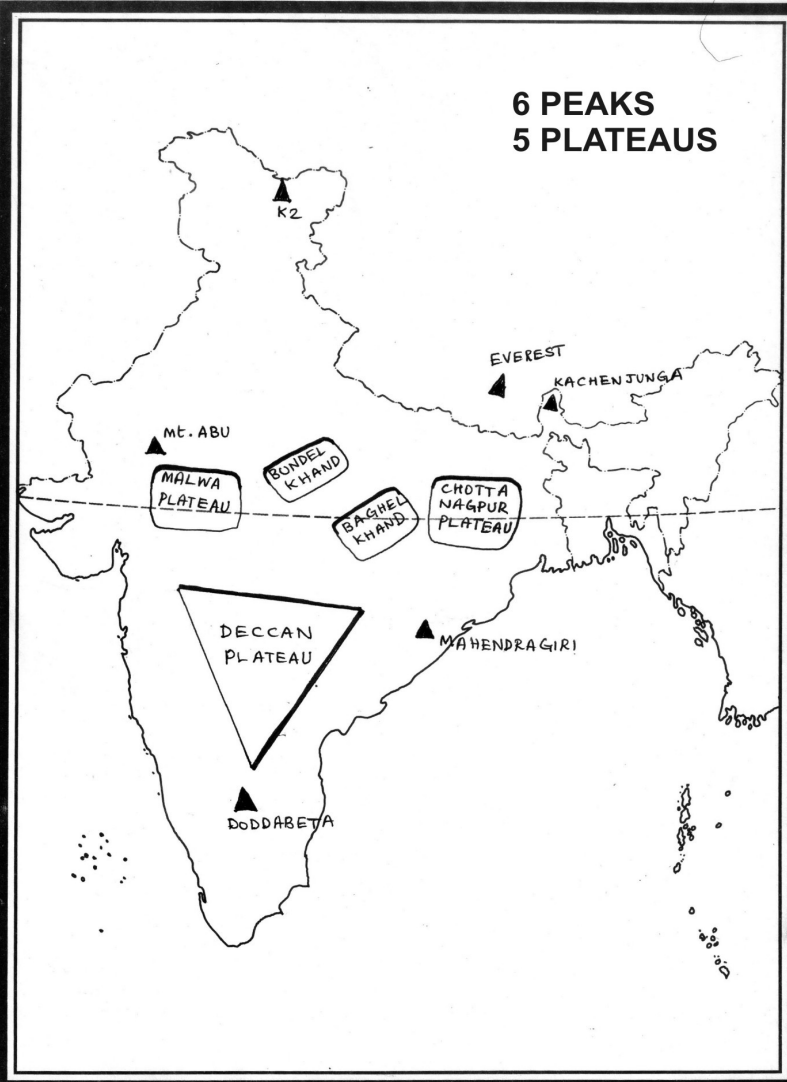 6 PEAKS
5 PLATEAUS
K2
EVEREST
KACHENJUNGA
Mt. ABU
BUNDEL
KHAND
MALWA
PLATEAU
BAGHEL
KHAND
CHOTTA
NAGPUR
PLATEAU
DECCAN
PLATEAU
MAHENDRAGIRI
DODDABETA